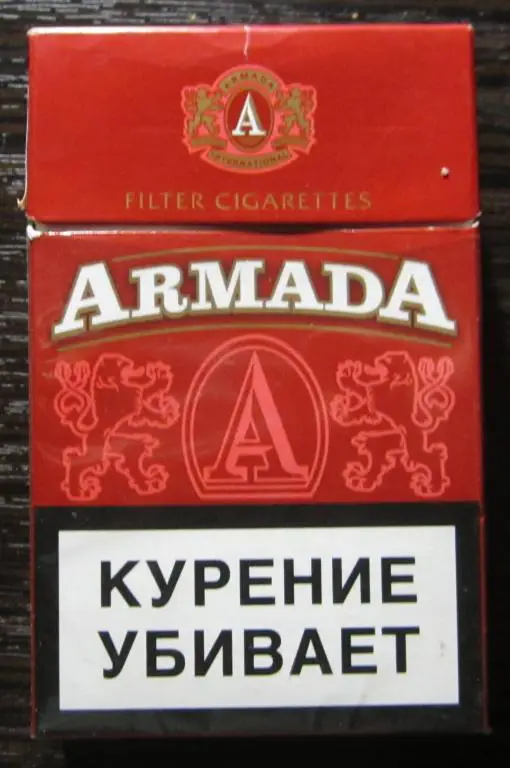 ARMADA
A
INTERNATIONAL
FILTER CIGARETTES
ARMADA
A
КУРЕНИЕ
УБИВАЕТ